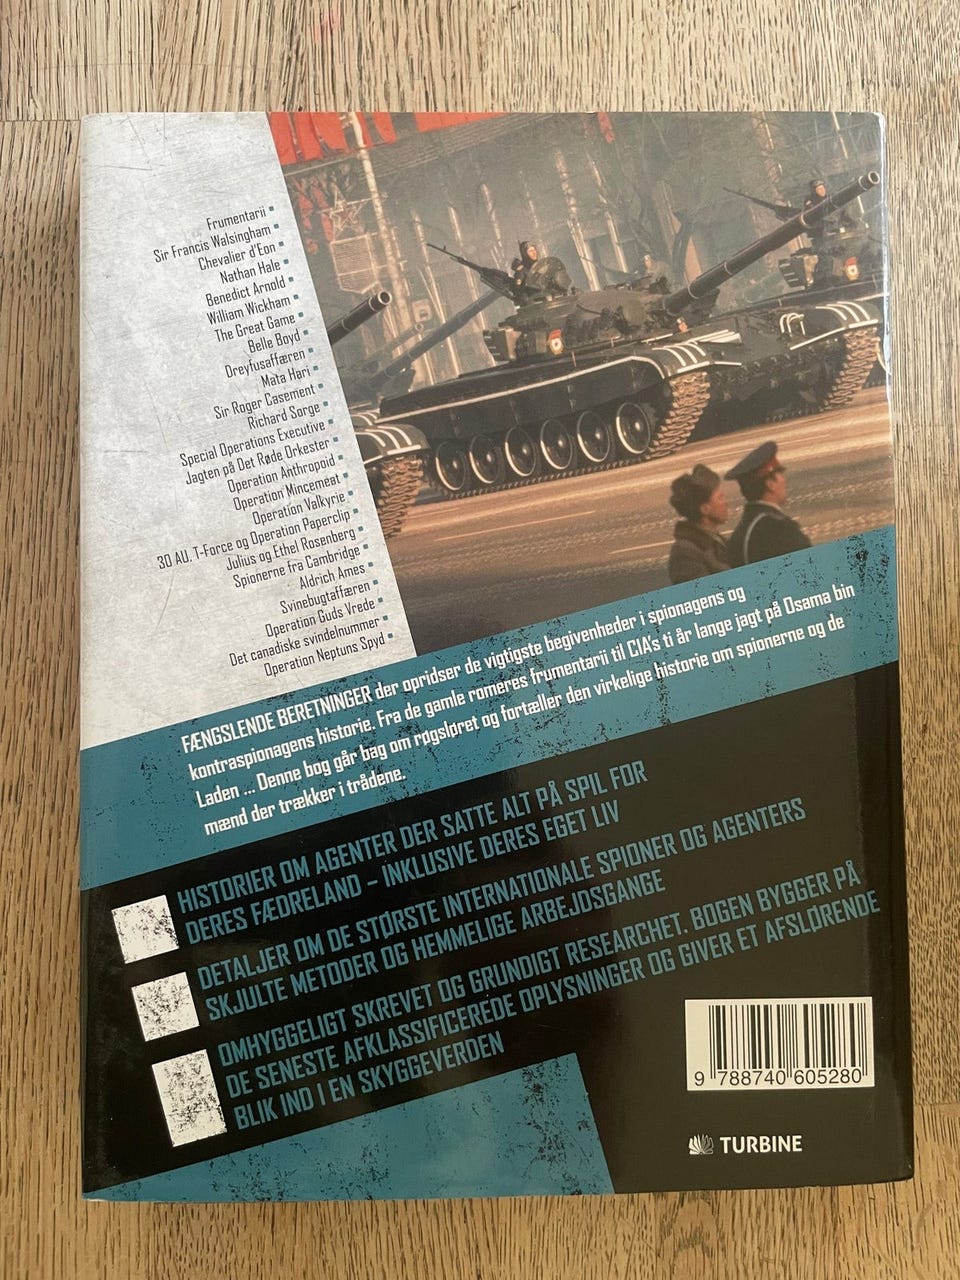 Frumentarii
Sir Francis Walsingham
Chevalier d'Eon
Nathan Hale
Benedict Arnold
William Wickham
The Great Game
Belle Boyd
Dreyfusaffæren
Mata Hari
Sir Roger Casement
Richard Sorge
Special Operations Executive
Jagten på Det Røde Orkester
Operation Anthropoid
Operation Mincemeat
Operation Valkyrie
30 AU, T-Force og Operation Paperclip
Julius og Ethel Rosenberg
Spionerne fra Cambridge
Aldrich Ames
Svinebugtaffæren
Operation Guds Vrede
Det canadiske svindelnummer
Operation Neptuns Spyd
FÆNGSLENDE BERETNINGER der opridser de vigtigste begivenheder i spionagens og
kontraspionagens historie. Fra de gamle romeres frumentarii til CIA's ti år lange jagt på Osama bin
Laden ... Denne bog går bag om røgsløret og fortæller den virkelige historie om spionerne og de
mænd der trækker i trådene.
HISTORIER OM AGENTER DER SATTE ALT PÅ SPIL FOR
DERES FÆDRELAND – INKLUSIVE DERES EGET LIV
DETALJER OM DE STØRSTE INTERNATIONALE SPIONER OG AGENTERS
SKJULTE METODER OG HEMMELIGE ARBEJDSGANGE
OMHYGGELIGT SKREVET OG GRUNDIGT RESEARCHET. BOGEN BYGGER PÅ
DE SENESTE AFKLASSIFICEREDE OPLYSNINGER OG GIVER ET AFSLØRENDE
BLIK IND I EN SKYGGEVERDEN
9 788740 605280
TURBINE